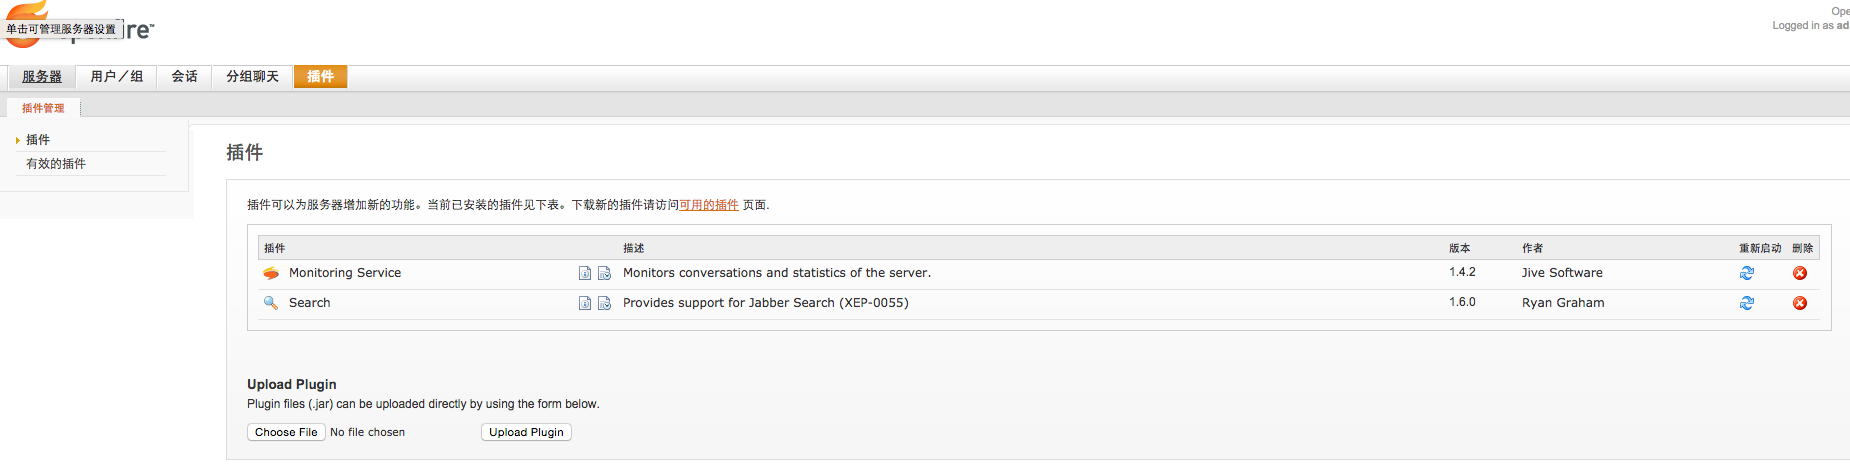 Ope
Logged in as ad
单击可管理服务器设置
re™
服务器 用户／组 会话 分组聊天 插件
插件管理
插件
有效的插件
插件
插件可以为服务器增加新的功能。当前已安装的插件见下表。下载新的插件请访问可用的插件 页面.
插件 描述 版本 作者 重新启动 删除
Monitoring Service Monitors conversations and statistics of the server. 1.4.2 Jive Software
Search Provides support for Jabber Search (XEP-0055) 1.6.0 Ryan Graham
Upload Plugin
Plugin files (.jar) can be uploaded directly by using the form below.
Choose File No file chosen Upload Plugin